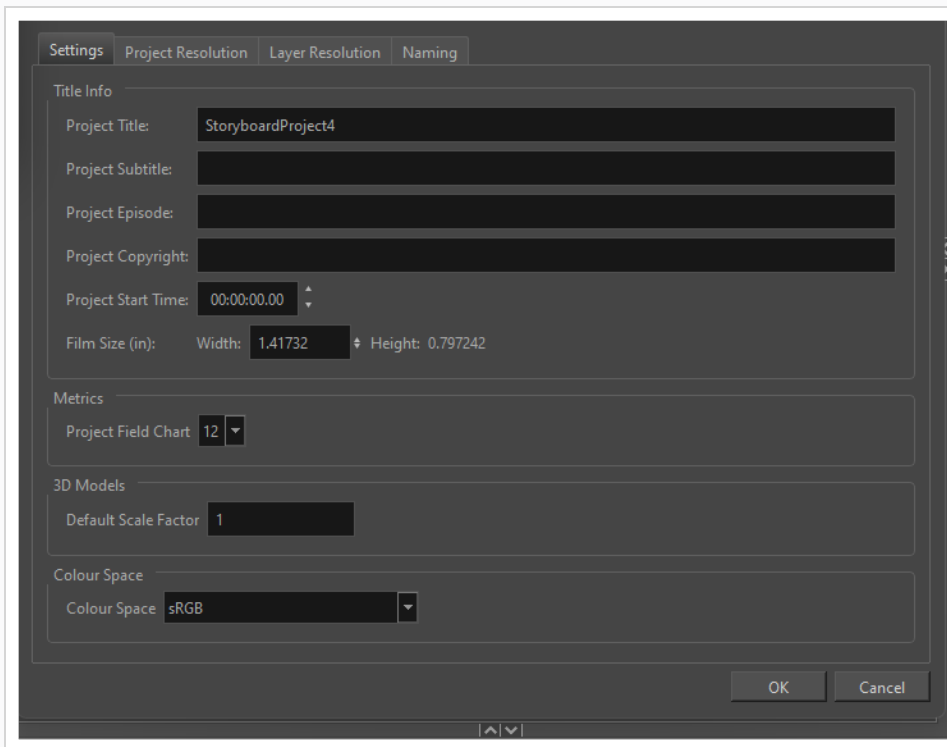 Settings Project Resolution Layer Resolution Naming
Title Info
Project Title: StoryboardProject4
Project Subtitle:
Project Episode:
Project Copyright:
Project Start Time: 00:00:00.00
Film Size (in): Width: 1.41732 Height: 0.797242
Metrics
Project Field Chart 12
3D Models
Default Scale Factor 1
Colour Space
Colour Space sRGB
OK Cancel